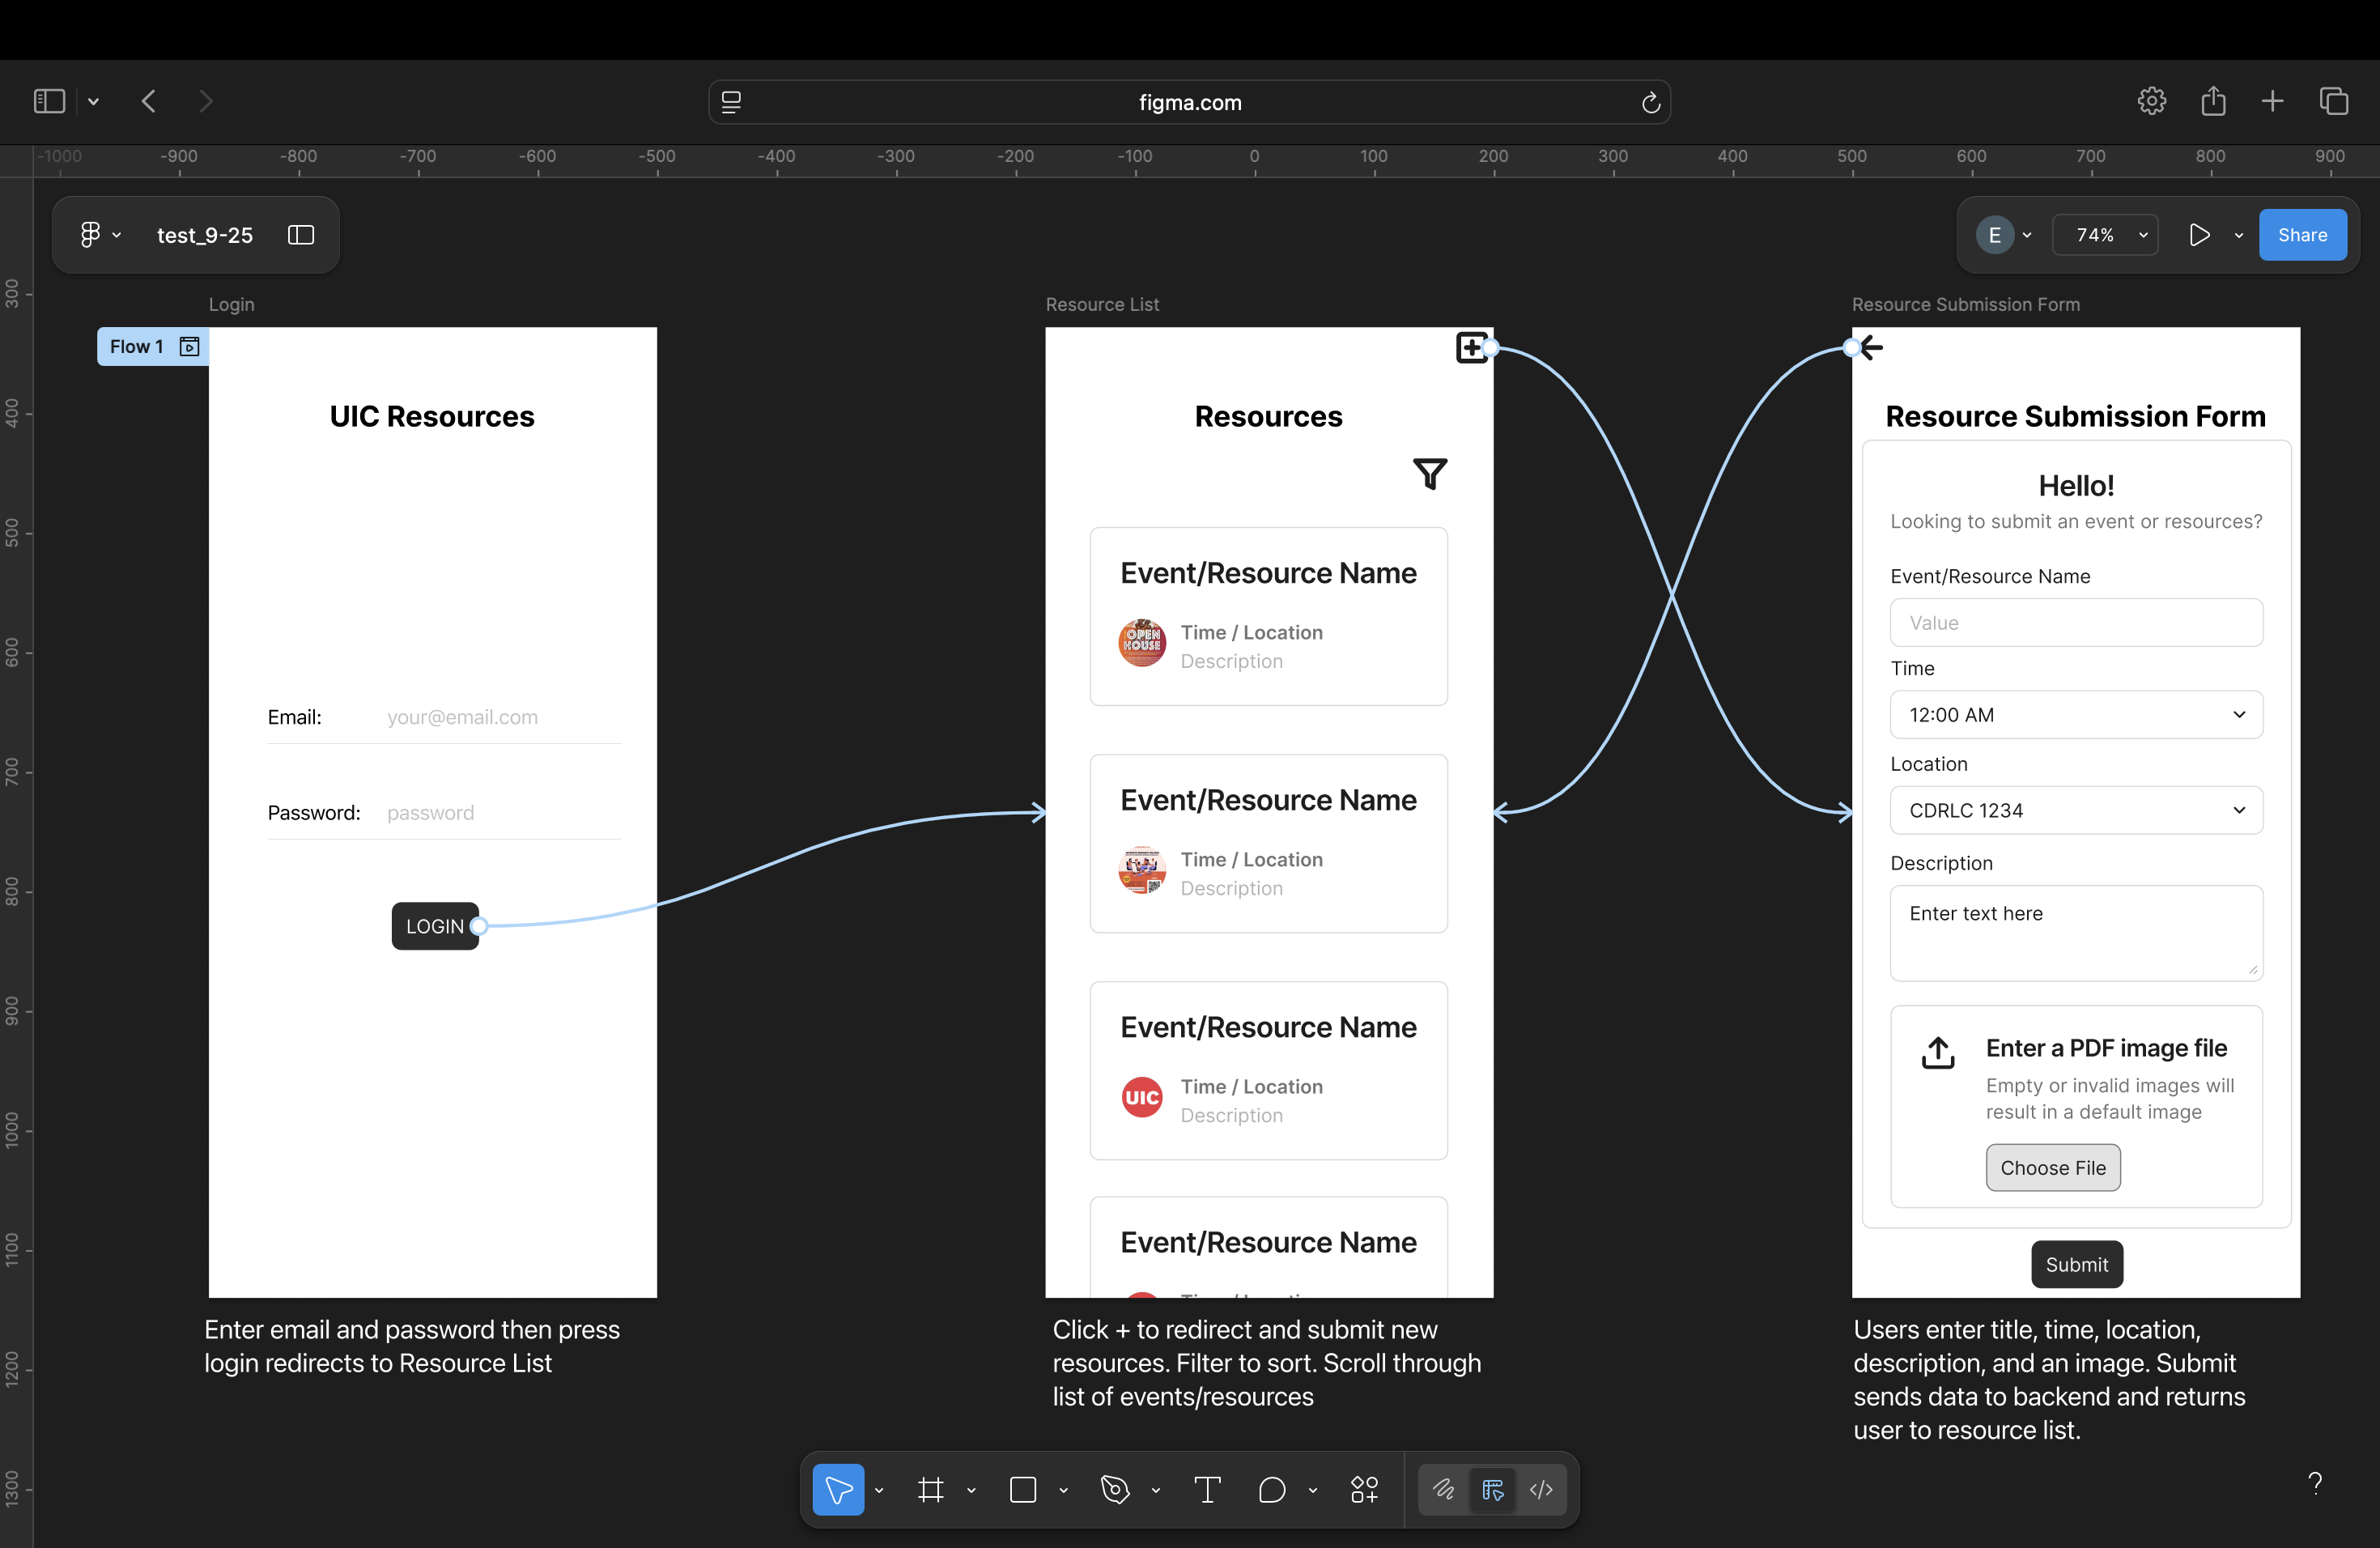 figma.com
-1000 -900 -800 -700 -600 -500 -400 -300 -200 -100 0 100 200 300 400 500 600 700 800 900
300
400
500
600
700
800
900
1000
1100
1200
1300
test_9-25
E
74%
Share
Login
Flow 1
UIC Resources
Email: your@email.com
Password: password
LOGIN
Enter email and password then press
login redirects to Resource List
Resource List
Resources
Event/Resource Name
OPEN
HOUSE
Time / Location
Description
Event/Resource Name
Time / Location
Description
Event/Resource Name
UIC
Time / Location
Description
Event/Resource Name
Click + to redirect and submit new
resources. Filter to sort. Scroll through
list of events/resources
Resource Submission Form
Resource Submission Form
Hello!
Looking to submit an event or resources?
Event/Resource Name
Value
Time
12:00 AM
Location
CDRLC 1234
Description
Enter text here
Enter a PDF image file
Empty or invalid images will
result in a default image
Choose File
Submit
Users enter title, time, location,
description, and an image. Submit
sends data to backend and returns
user to resource list.
?